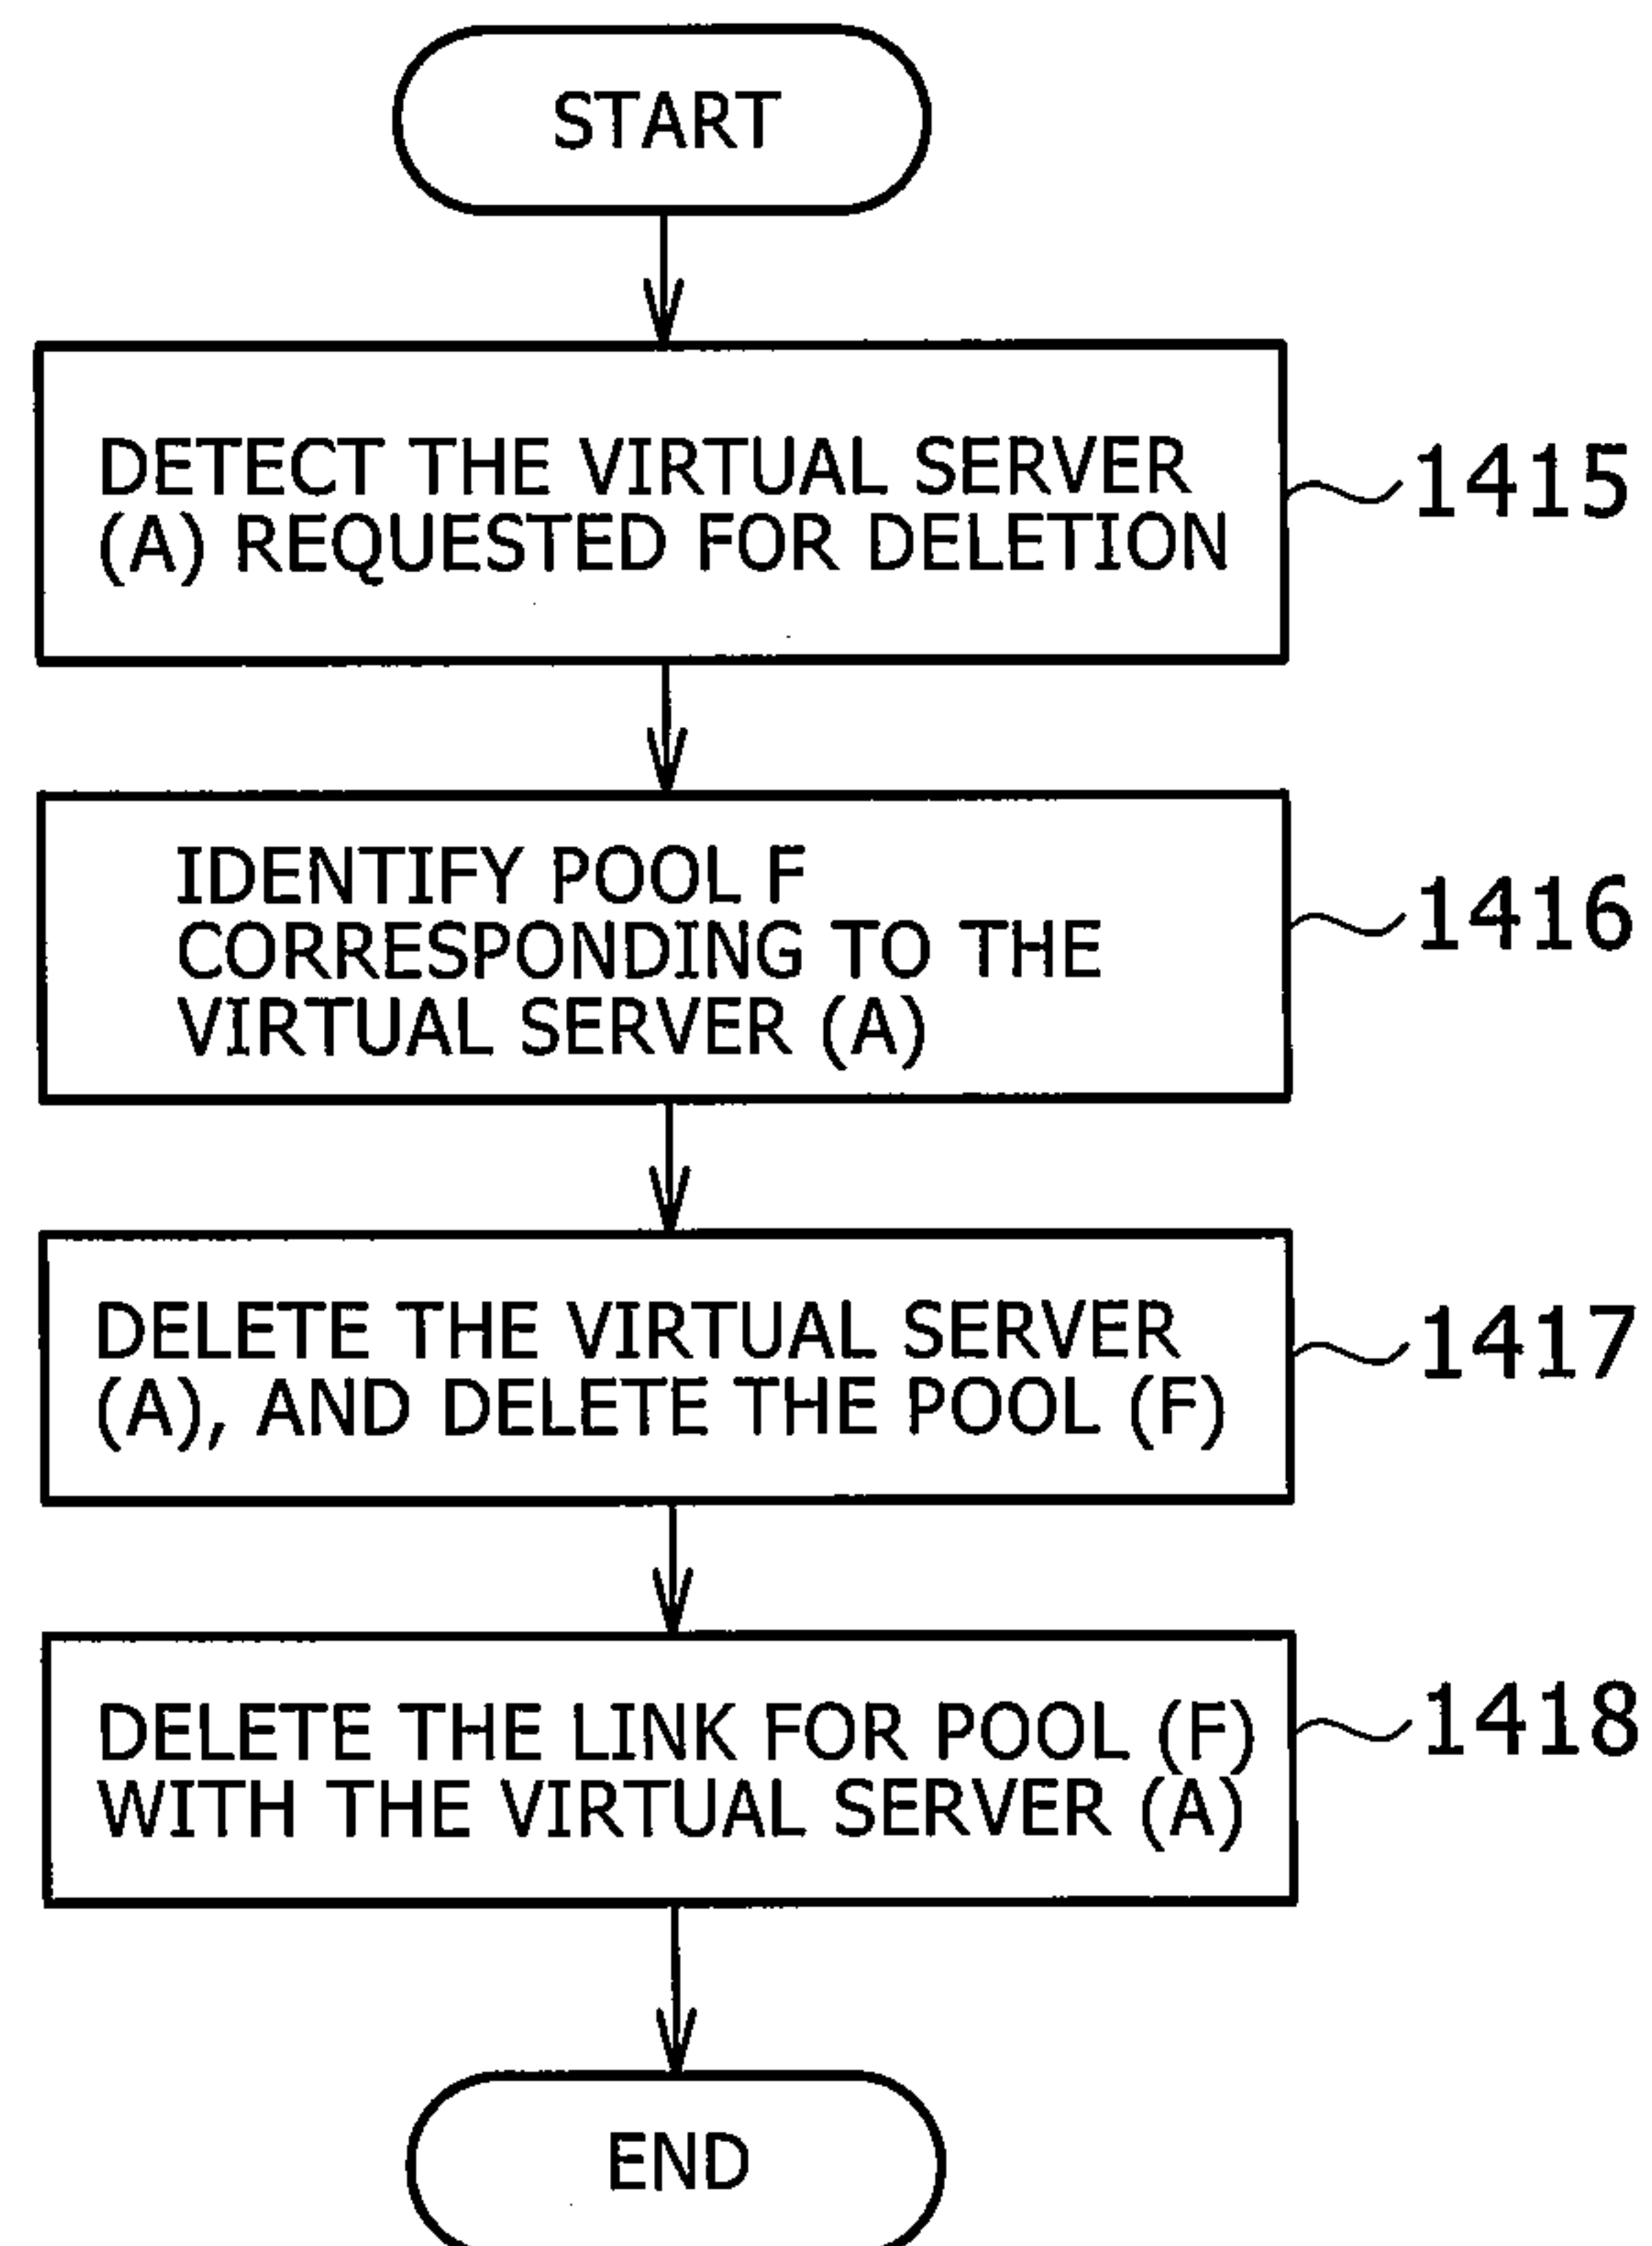 START
DETECT THE VIRTUAL SERVER
(A) REQUESTED FOR DELETION
1415
IDENTIFY POOL F
CORRESPONDING TO THE
VIRTUAL SERVER (A)
1416
DELETE THE VIRTUAL SERVER
(A), AND DELETE THE POOL (F)
1417
DELETE THE LINK FOR POOL (F)
WITH THE VIRTUAL SERVER (A)
1418
END